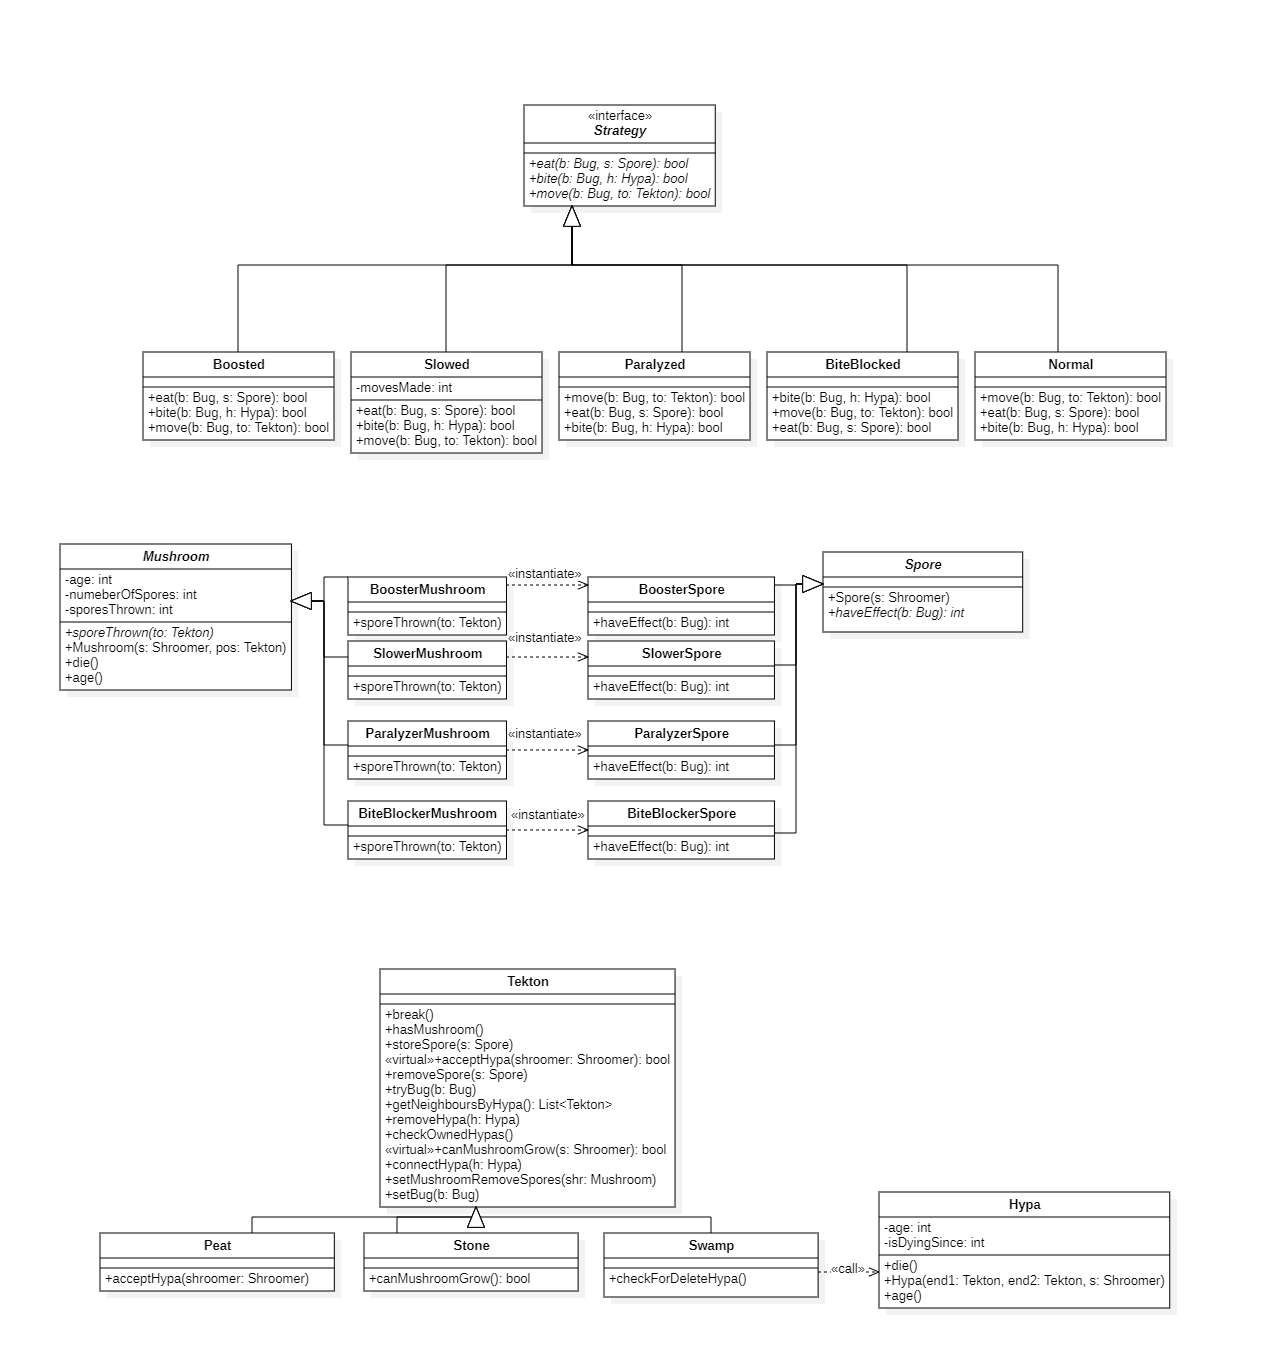 «interface»
Strategy
+eat(b: Bug, s: Spore): bool
+bite(b: Bug, h: Hypa): bool
+move(b: Bug, to: Tekton): bool
Boosted
+eat(b: Bug, s: Spore): bool
+bite(b: Bug, h: Hypa): bool
+move(b: Bug, to: Tekton): bool
Slowed
-movesMade: int
+eat(b: Bug, s: Spore): bool
+bite(b: Bug, h: Hypa): bool
+move(b: Bug, to: Tekton): bool
Paralyzed
+move(b: Bug, to: Tekton): bool
+eat(b: Bug, s: Spore): bool
+bite(b: Bug, h: Hypa): bool
BiteBlocked
+bite(b: Bug, h: Hypa): bool
+move(b: Bug, to: Tekton): bool
+eat(b: Bug, s: Spore): bool
Normal
+move(b: Bug, to: Tekton): bool
+eat(b: Bug, s: Spore): bool
+bite(b: Bug, h: Hypa): bool
Mushroom
-age: int
-numeberOfSpores: int
-sporesThrown: int
+sporeThrown(to: Tekton)
+Mushroom(s: Shroomer, pos: Tekton)
+die()
+age()
BoosterMushroom
+sporeThrown(to: Tekton)
«instantiate»
BoosterSpore
+haveEffect(b: Bug): int
SlowerMushroom
+sporeThrown(to: Tekton)
«instantiate»
SlowerSpore
+haveEffect(b: Bug): int
ParalyzerMushroom
+sporeThrown(to: Tekton)
«instantiate»
ParalyzerSpore
+haveEffect(b: Bug): int
BiteBlockerMushroom
+sporeThrown(to: Tekton)
«instantiate»
BiteBlockerSpore
+haveEffect(b: Bug): int
Spore
+Spore(s: Shroomer)
+haveEffect(b: Bug): int
Tekton
+break()
+hasMushroom()
+storeSpore(s: Spore)
«virtual»+acceptHypa(shroomer: Shroomer): bool
+removeSpore(s: Spore)
+tryBug(b: Bug)
+getNeighboursByHypa(): List<Tekton>
+removeHypa(h: Hypa)
+checkOwnedHypas()
«virtual»+canMushroomGrow(s: Shroomer): bool
+connectHypa(h: Hypa)
+setMushroomRemoveSpores(shr: Mushroom)
+setBug(b: Bug)
Peat
+acceptHypa(shroomer: Shroomer)
Stone
+canMushroomGrow(): bool
Swamp
+checkForDeleteHypa()
«call»
Hypa
-age: int
-isDyingSince: int
+die()
+Hypa(end1: Tekton, end2: Tekton, s: Shroomer)
+age()